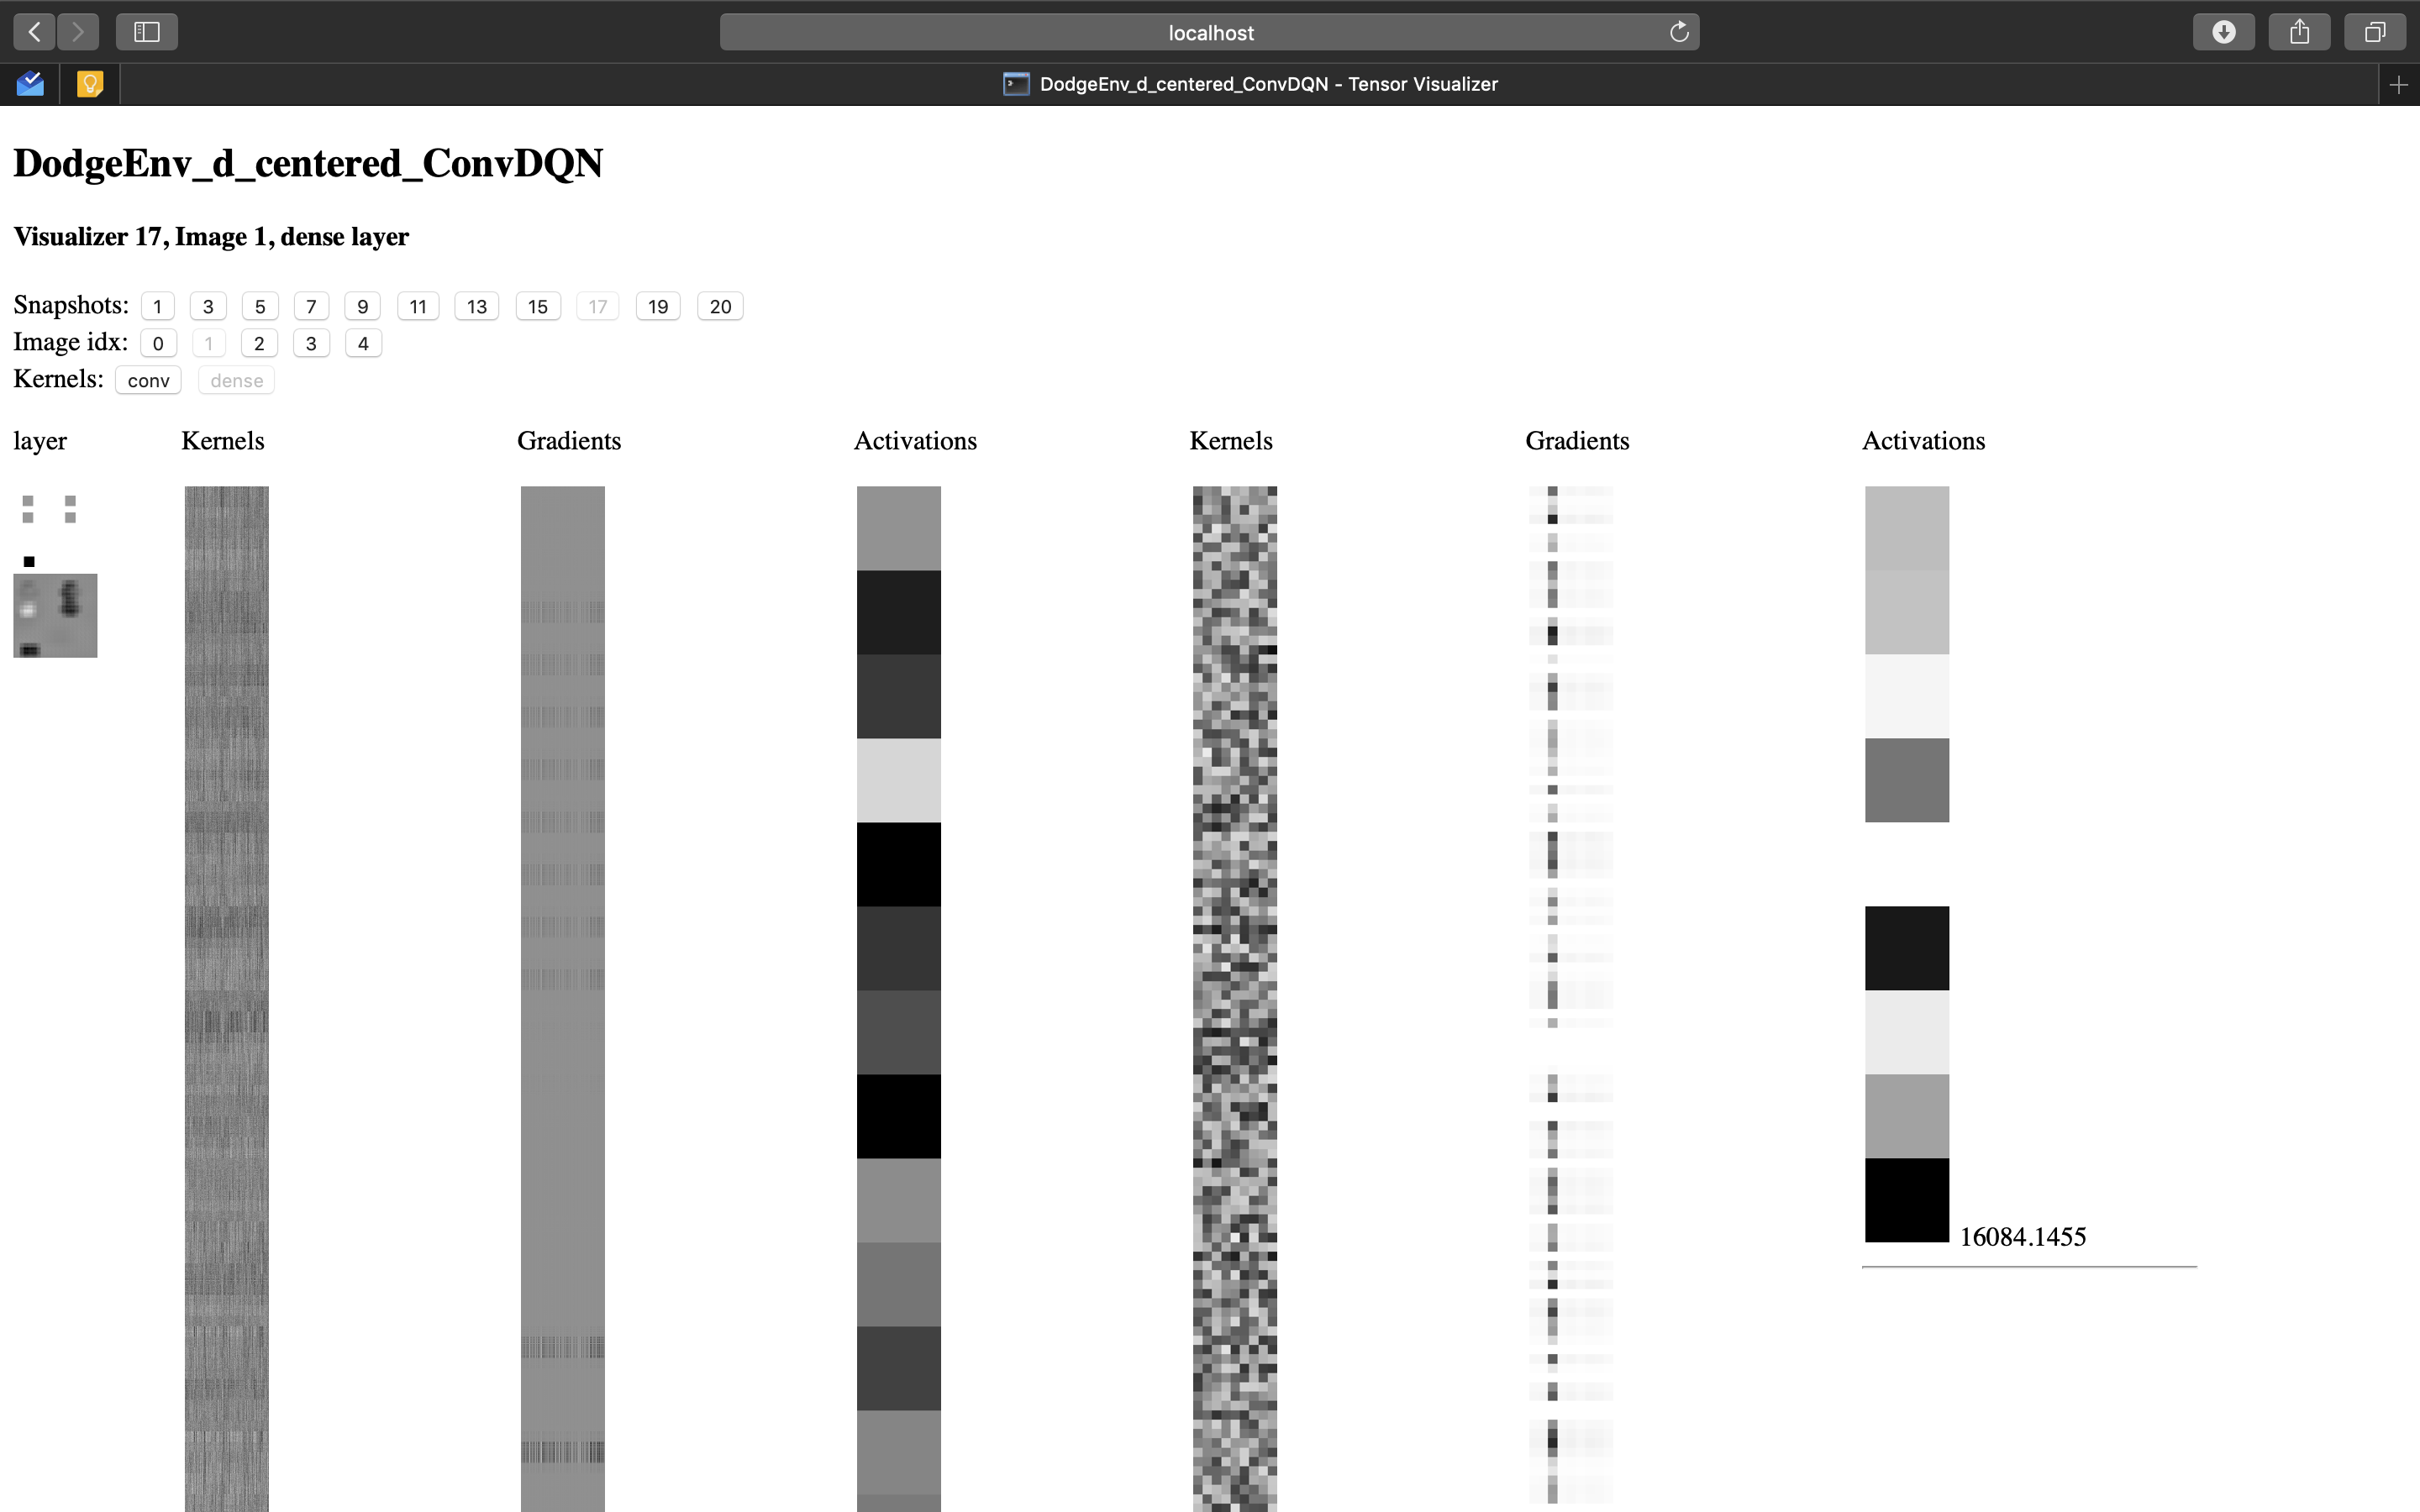 localhost
DodgeEnv_d_centered_ConvDQN - Tensor Visualizer
DodgeEnv_d_centered_ConvDQN
Visualizer 17, Image 1, dense layer
Snapshots: 1 3 5 7 9 11 13 15 17 19 20
Image idx: 0 1 2 3 4
Kernels: conv dense
layer Kernels Gradients Activations Kernels Gradients Activations
16084.1455